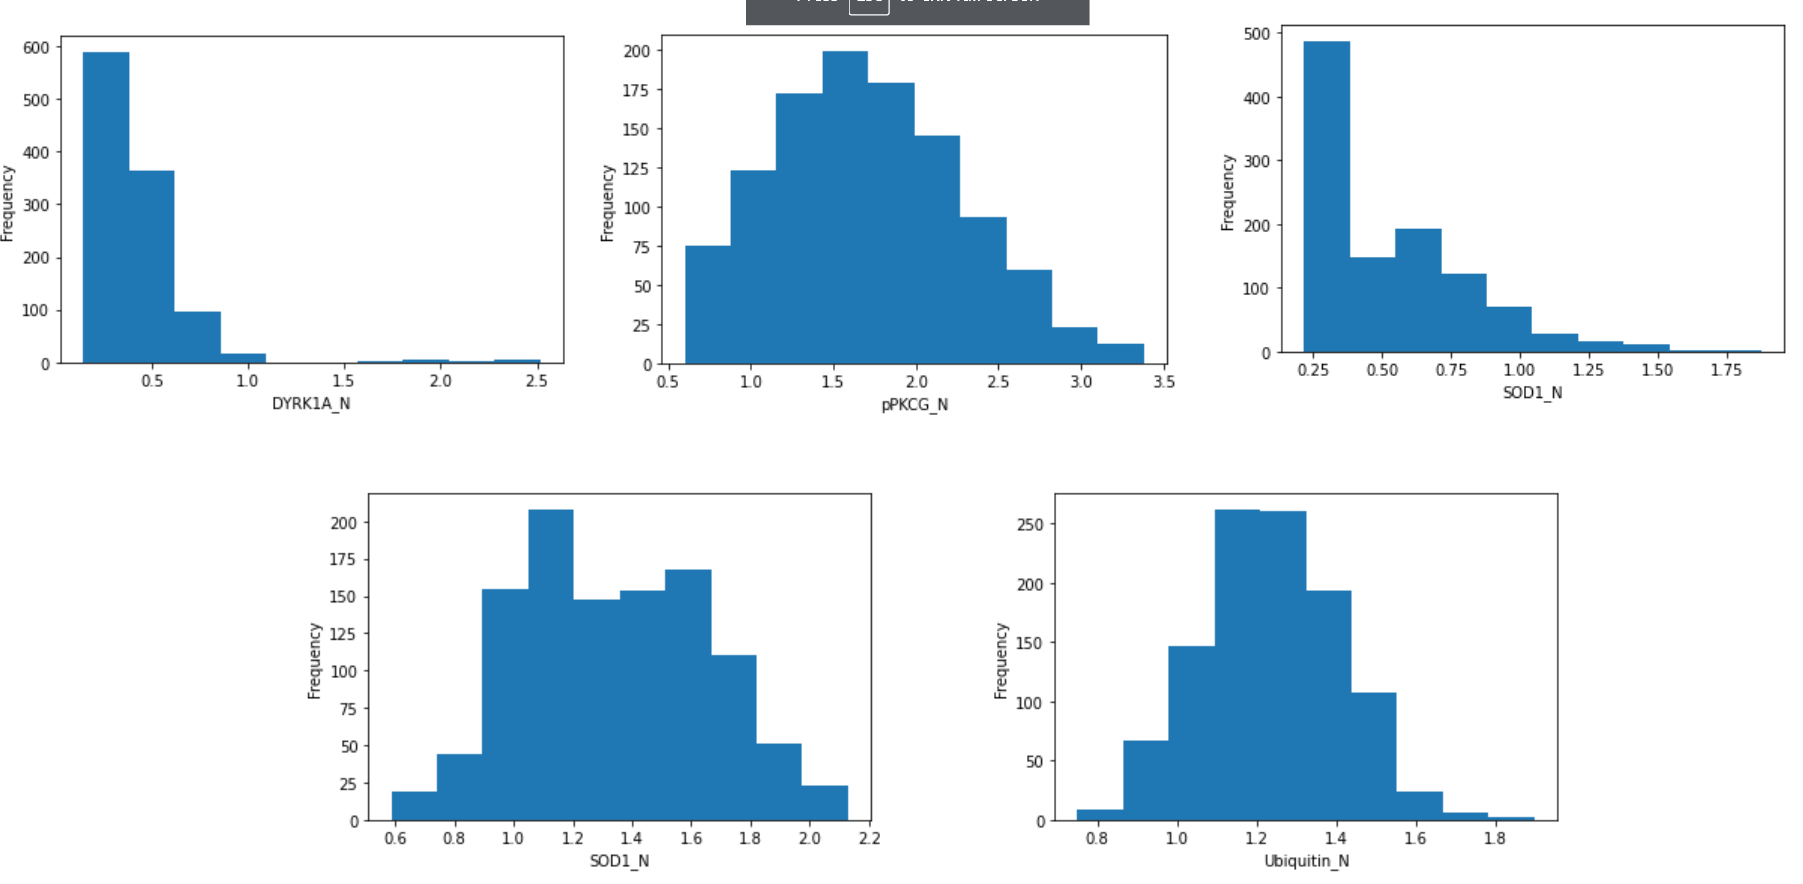 600
500
400
300
200
100
0
Frequency
0.5 1.0 1.5 2.0 2.5
DYRK1A_N
200
175
150
125
100
75
50
25
0
Frequency
0.5 1.0 1.5 2.0 2.5 3.0 3.5
pPKCG_N
500
400
300
200
100
0
Frequency
0.25 0.50 0.75 1.00 1.25 1.50 1.75
SOD1_N
200
175
150
125
100
75
50
25
0
Frequency
0.6 0.8 1.0 1.2 1.4 1.6 1.8 2.0 2.2
SOD1_N
250
200
150
100
50
0
Frequency
0.8 1.0 1.2 1.4 1.6 1.8
Ubiquitin_N